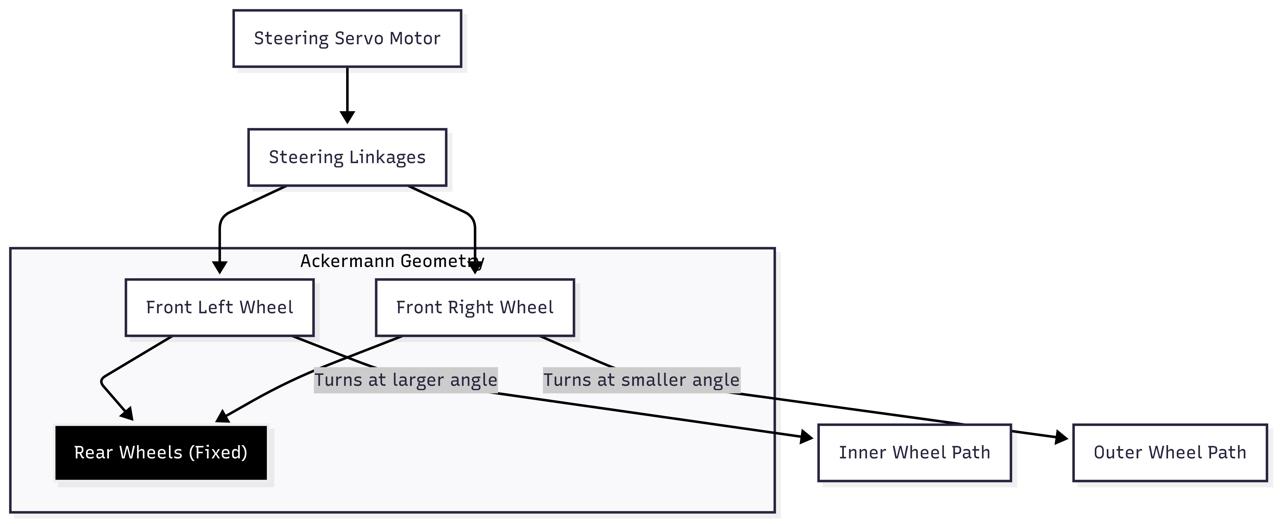 Steering Servo Motor
Steering Linkages
Ackermann Geometry
Front Left Wheel
Front Right Wheel
Turns at larger angle
Turns at smaller angle
Rear Wheels (Fixed)
Inner Wheel Path
Outer Wheel Path